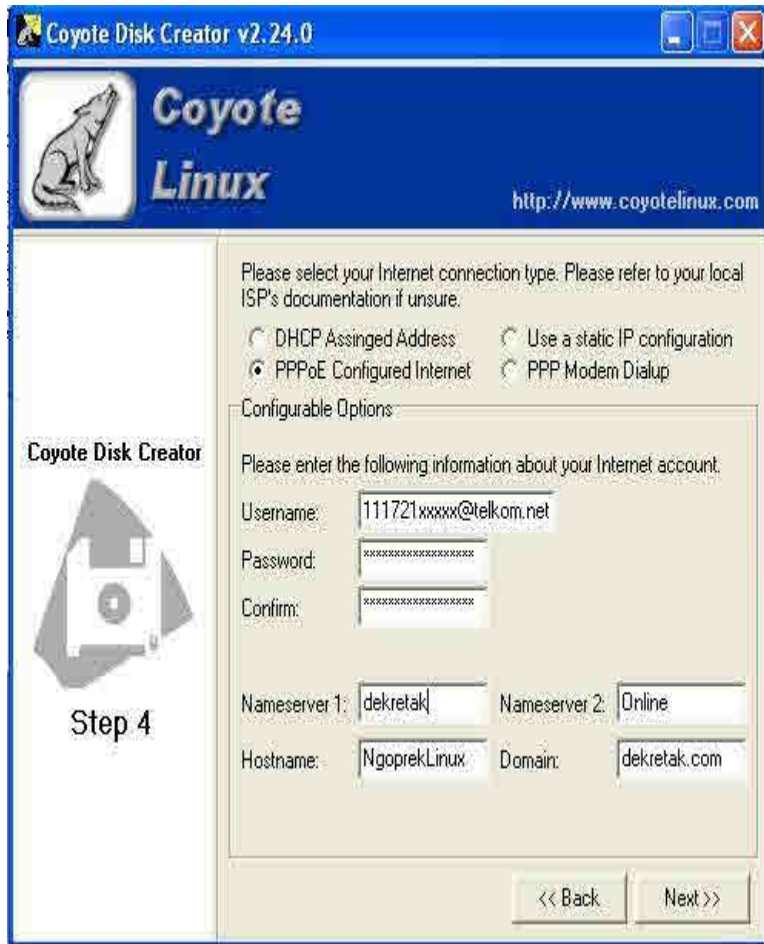 Coyote Disk Creator v2.24.0
Coyote
Linux
http://www.coyotelinux.com
Please select your Internet connection type. Please refer to your local
ISP's documentation if unsure.
DHCP Assinged Address
Use a static IP configuration
PPPoE Configured Internet
PPP Modem Dialup
Configurable Options
Coyote Disk Creator
Step 4
Please enter the following information about your Internet account.
Username: 111721xxxxx@telkom.net
Password: xxxxxxxxxxxxxxxxxx
Confirm: xxxxxxxxxxxxxxxxxx
Nameserver 1: dekretak Nameserver 2: Online
Hostname: NgoprekLinux Domain: dekretak.com
<< Back
Next >>